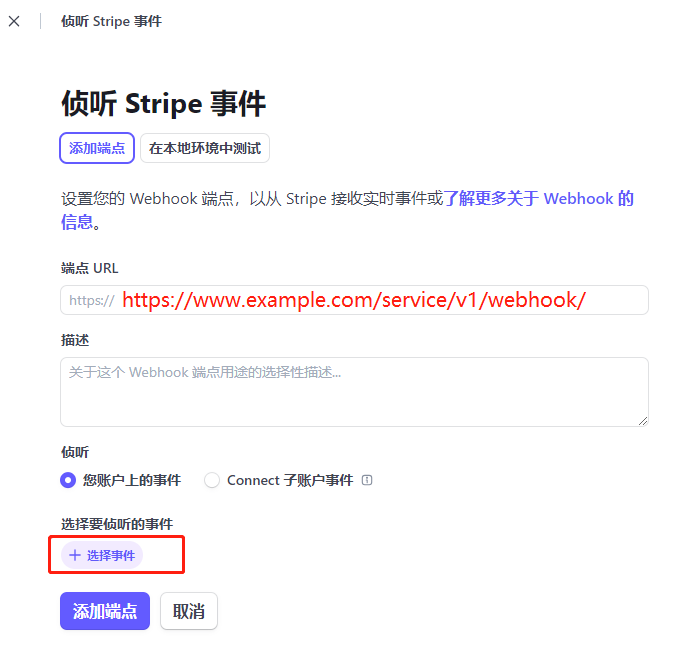 侦听 Stripe 事件
侦听 Stripe 事件
添加端点 在本地环境中测试
设置您的 Webhook 端点，以从 Stripe 接收实时事件或了解更多关于 Webhook 的
信息。
端点 URL
https:// https://www.example.com/service/v1/webhook/
描述
关于这个 Webhook 端点用途的选择性描述...
侦听
您账户上的事件 Connect 子账户事件
选择要侦听的事件
+ 选择事件
添加端点 取消